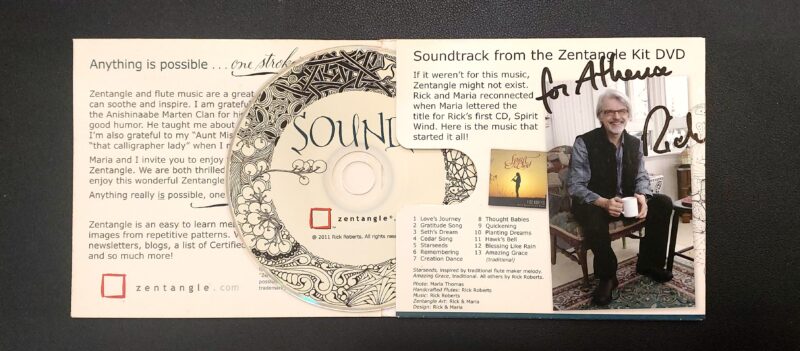 Anything is possible ... one stroke
Zentangle and flute music are a great
can soothe and inspire. I am grateful
the Anishinaabe Marten Clan for his
good humor. He taught me about
I'm also grateful to my "Aunt Mis
"that calligrapher lady" when I
Maria and I invite you to enjoy
Zentangle. We are both thrilled
enjoy this wonderful Zentangle
Anything really is possible, one
Zentangle is an easy to learn me
images from repetitive patterns. V
newsletters, blogs, a list of Certifie
and so much more!
zentangle.com
SOUND
zentangle®
@ 2011 Rick Roberts. All rights rese
possib
trademark
Soundtrack from the Zentangle Kit DVD
If it weren't for this music,
Zentangle might not exist.
Rick and Maria reconnected
when Maria lettered the
title for Rick's first CD, Spirit
Wind. Here is the music that
started it all!
for Athena
Rick
Spirit
1 Love's Journey
2 Gratitude Song
3 Seth's Dream
4 Cedar Song
5 Starseeds
6 Remembering
7 Creation Dance
8 Thought Babies
9 Quickening
10 Planting Dreams
11 Hawk's Bell
12 Blessing Like Rain
13 Amazing Grace
(traditional)
Starseeds, inspired by traditional flute maker melody.
Amazing Grace, traditional. All others by Rick Roberts.
Photo: Maria Thomas
Handcrafted Flutes: Rick Roberts
Music: Rick Roberts
Zentangle Art: Rick & Maria
Design: Rick & Maria